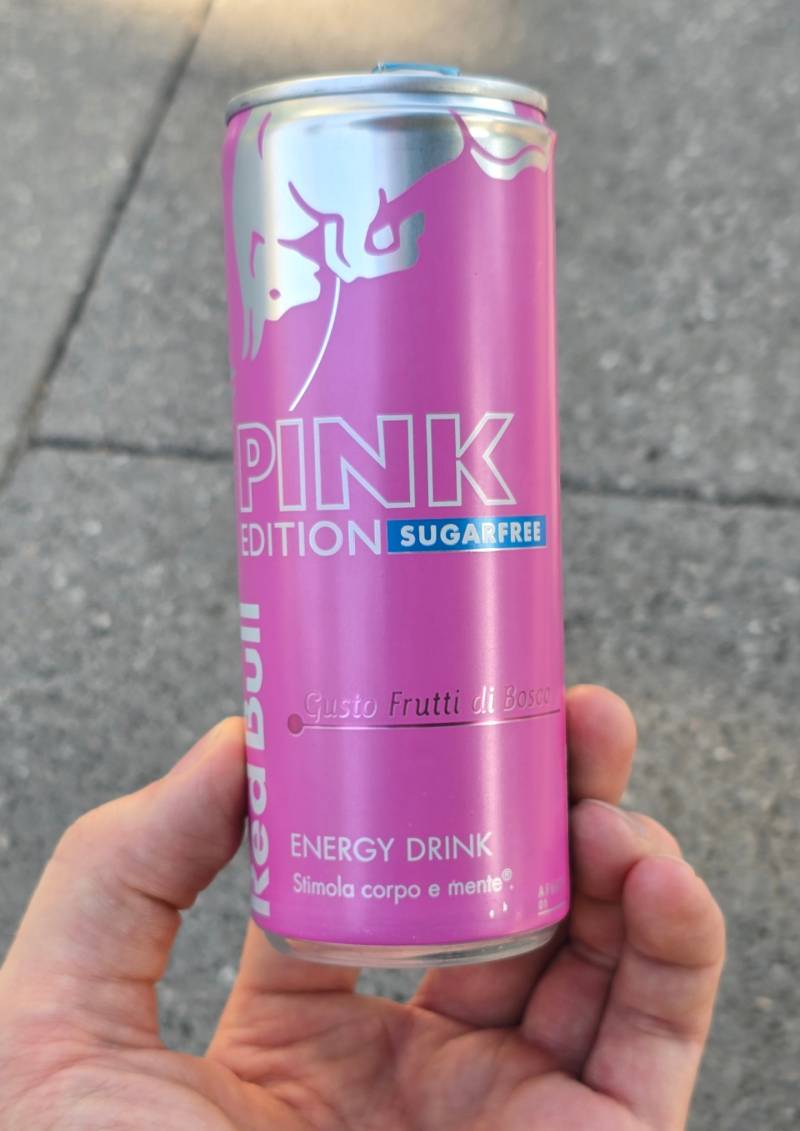 PINK
EDITION SUGARFREE
Red Bull
Gusto Frutti di Bosco
ENERGY DRINK
Stimola corpo e mente®